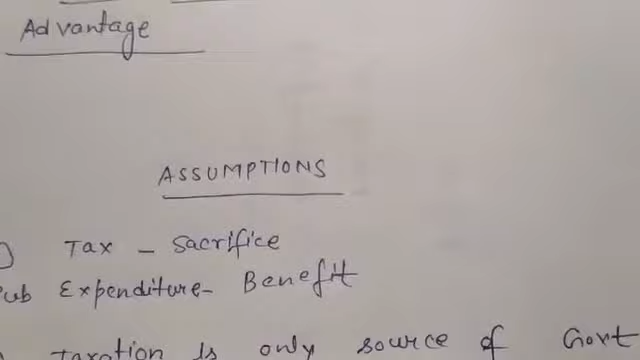 Advantage
ASSUMPTIONS
) Tax - Sacrifice
Pub Expenditure- Benefit
Taxation is only source of Govt